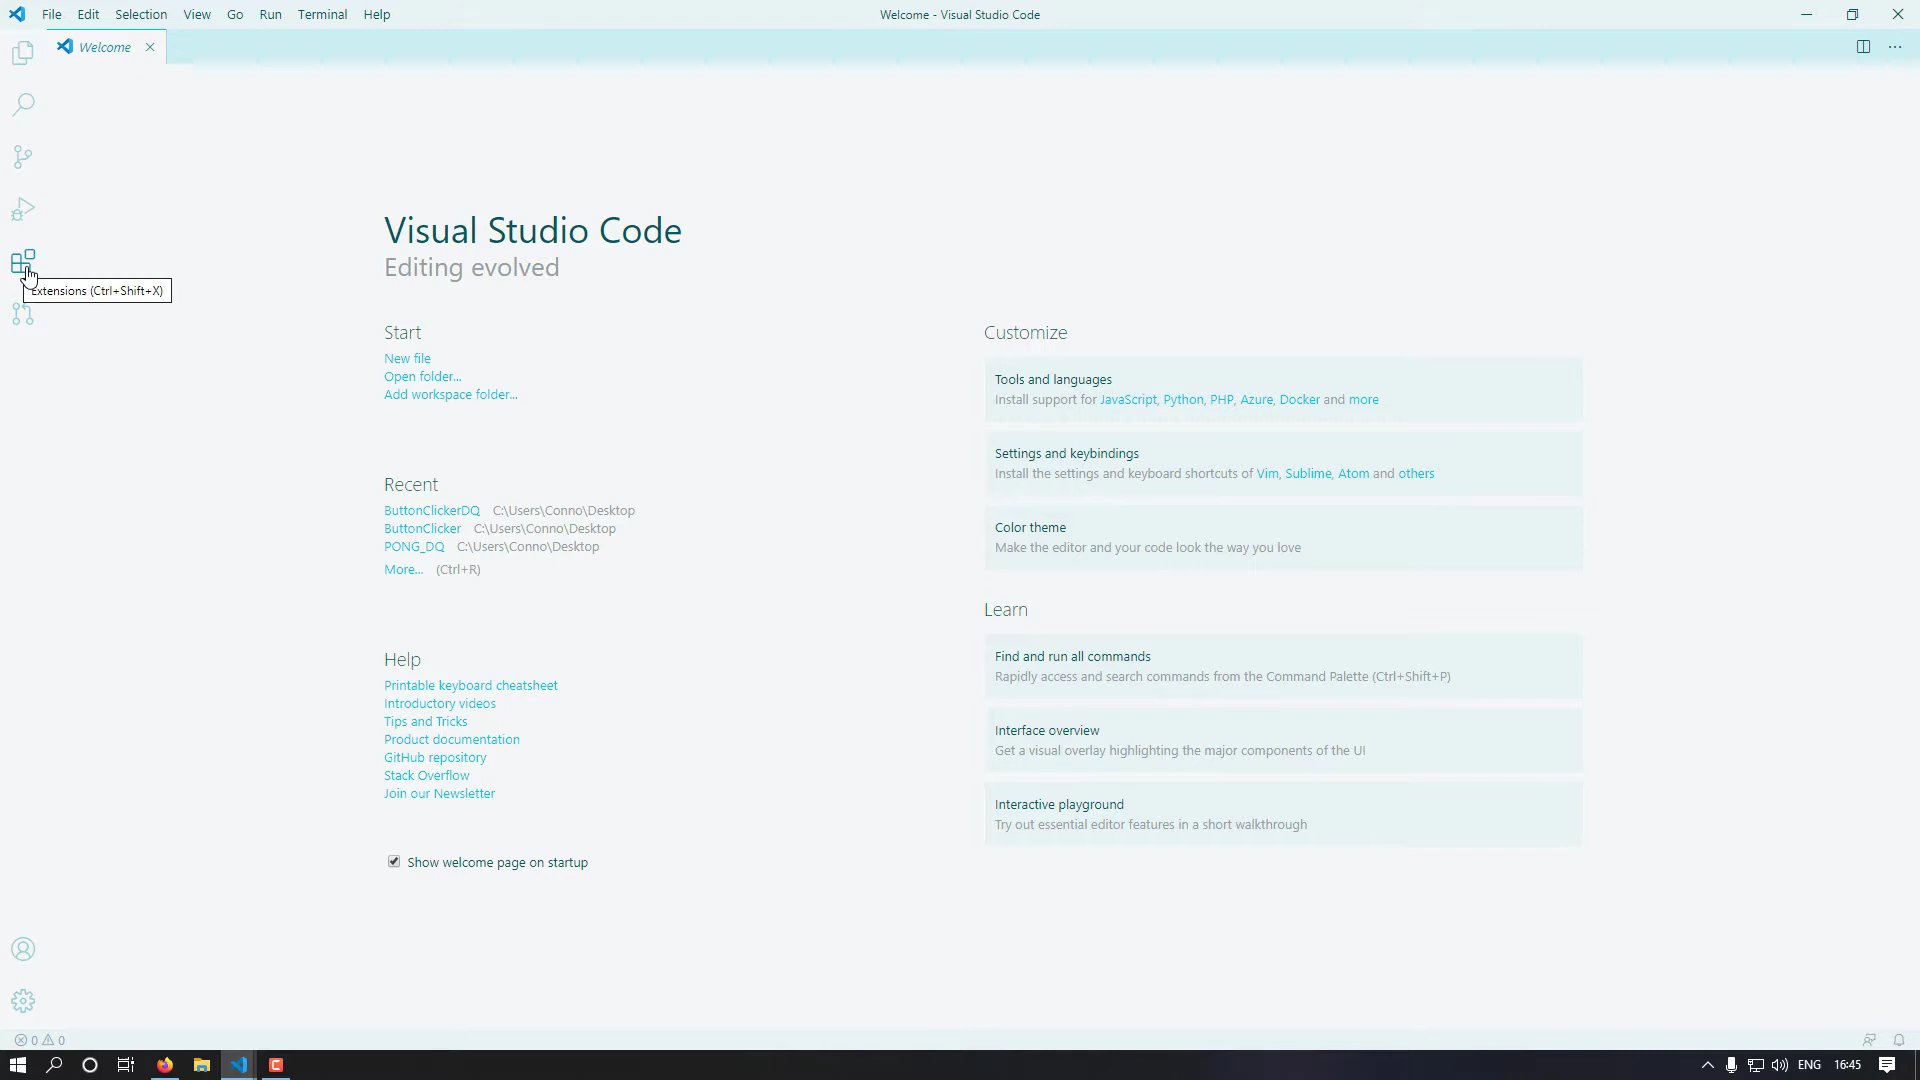 File Edit Selection View Go Run Terminal Help
Welcome - Visual Studio Code
Welcome
Extensions (Ctrl+Shift+X)
Visual Studio Code
Editing evolved
Start
New file
Open folder...
Add workspace folder...
Recent
ButtonClickerDQ C:\Users\Conno\Desktop
ButtonClicker C:\Users\Conno\Desktop
PONG_DQ C:\Users\Conno\Desktop
More... (Ctrl+R)
Help
Printable keyboard cheatsheet
Introductory videos
Tips and Tricks
Product documentation
GitHub repository
Stack Overflow
Join our Newsletter
Show welcome page on startup
Customize
Tools and languages
Install support for JavaScript, Python, PHP, Azure, Docker and more
Settings and keybindings
Install the settings and keyboard shortcuts of Vim, Sublime, Atom and others
Color theme
Make the editor and your code look the way you love
Learn
Find and run all commands
Rapidly access and search commands from the Command Palette (Ctrl+Shift+P)
Interface overview
Get a visual overlay highlighting the major components of the UI
Interactive playground
Try out essential editor features in a short walkthrough
0 0
ENG 16:45